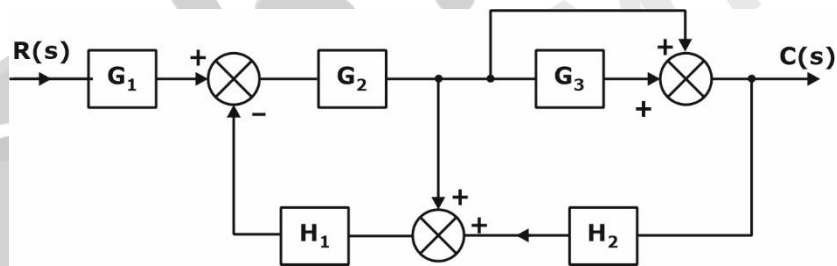 R(s) G₁ + − G₂ G₃ + + C(s)
H₁ + + H₂